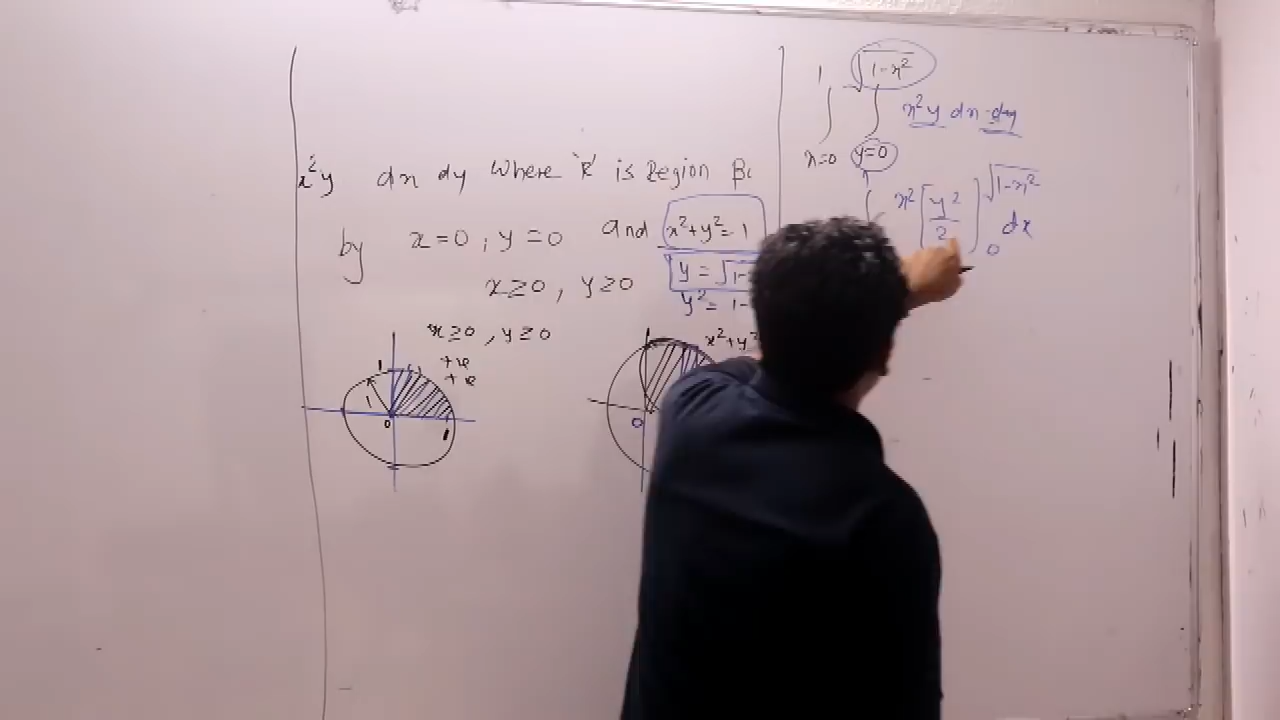 x²y dx dy where 'R' is Region
by x=0, y=0 and x²+y²=1
x≥0, y≥0 y = √1-
y² = 1-
x≥0, y≥0
+ve
+ve
1
1
0
1
x²+y²
0
1 √1-x²
x²y dx dy
x=0 y=0
x² [y²/2] √1-x² 0 dx